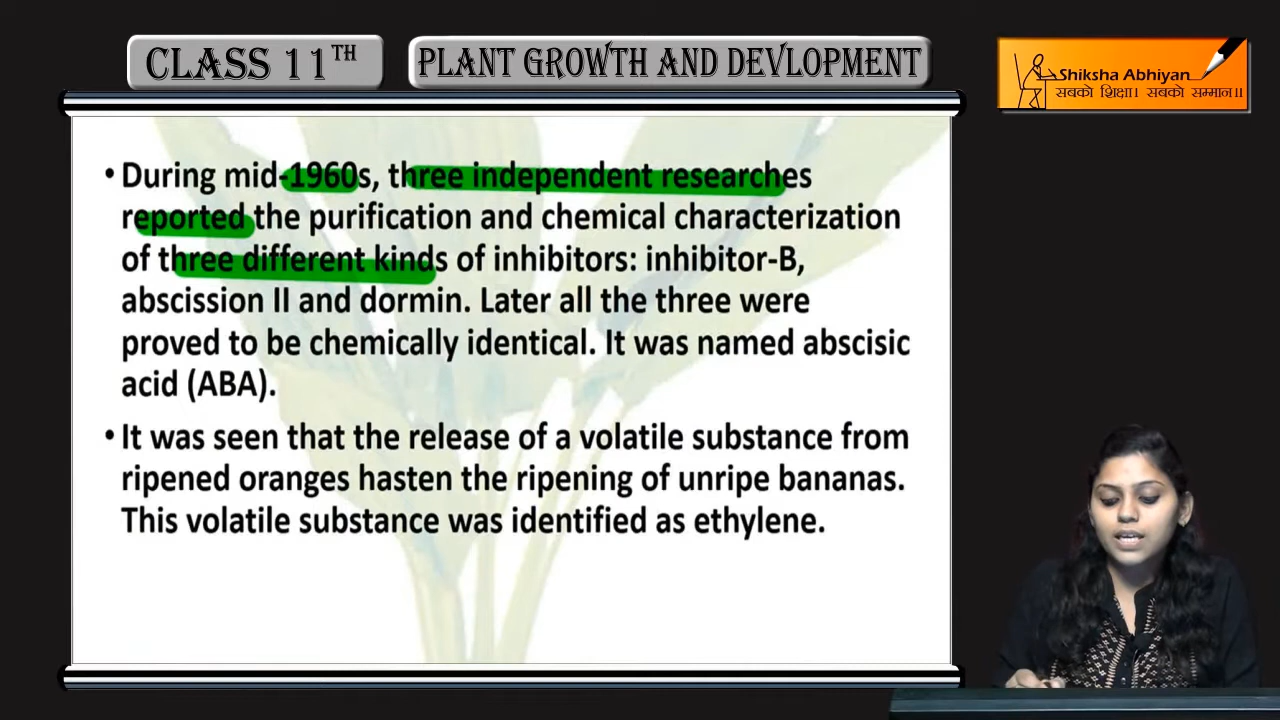 CLASS 11TH
PLANT GROWTH AND DEVLOPMENT
Shiksha Abhiyan
सबको शिक्षा। सबको सम्मान।।
• During mid-1960s, three independent researches
reported the purification and chemical characterization
of three different kinds of inhibitors: inhibitor-B,
abscission II and dormin. Later all the three were
proved to be chemically identical. It was named abscisic
acid (ABA).
• It was seen that the release of a volatile substance from
ripened oranges hasten the ripening of unripe bananas.
This volatile substance was identified as ethylene.